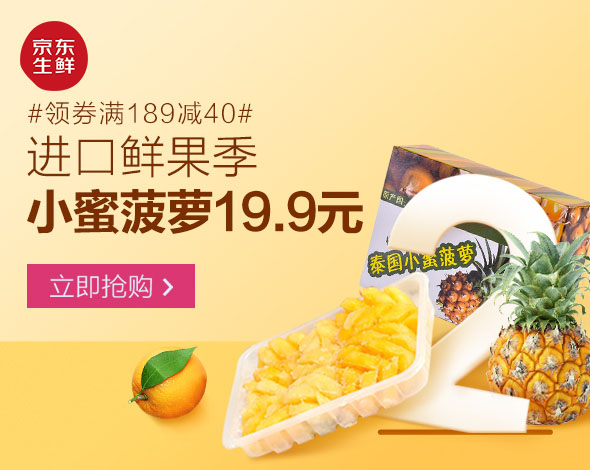 京东
生鲜
#领券满189减40#
进口鲜果季
小蜜菠萝19.9元
立即抢购 >
泰国小蜜菠萝
2